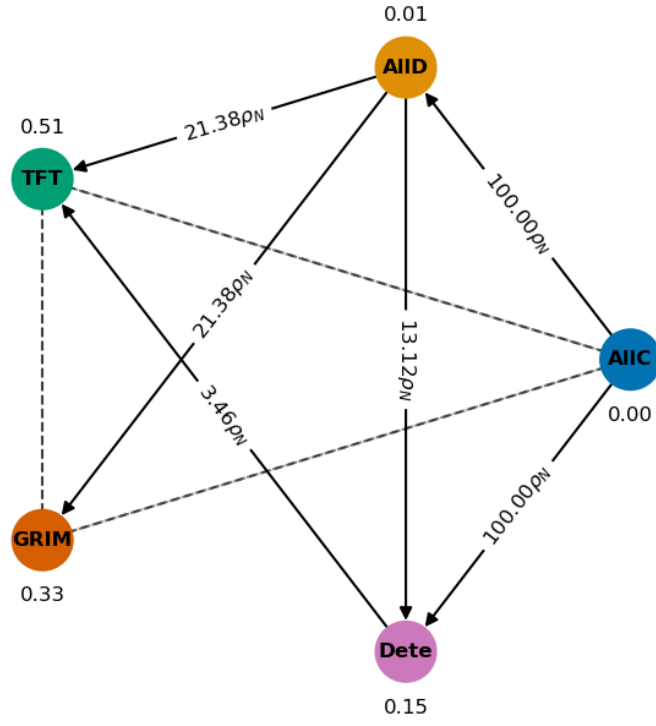 0.01
AllD
21.38ρN
0.51
TFT
100.00ρN
21.38ρN
13.12ρN
AllC
0.00
3.46ρN
100.00ρN
GRIM
0.33
Dete
0.15